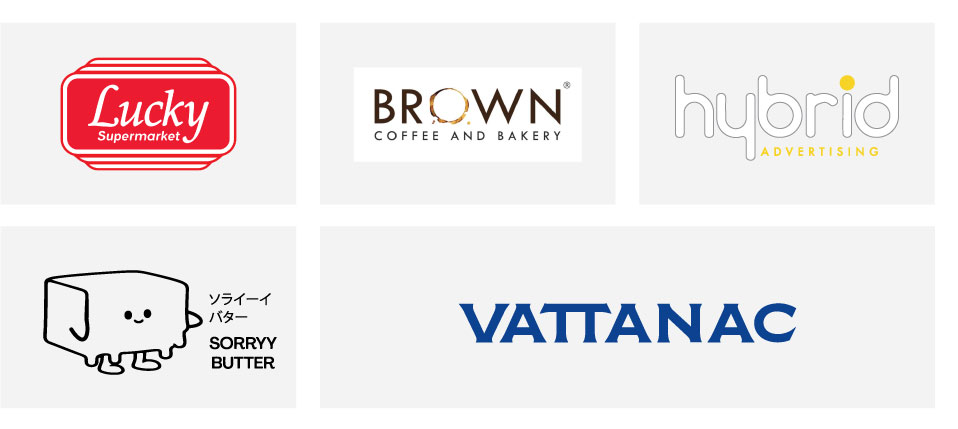 Lucky
Supermarket
BROWN®
COFFEE AND BAKERY
hybrid
ADVERTISING
ソライーイ
バター
SORRYY
BUTTER
VATTANAC